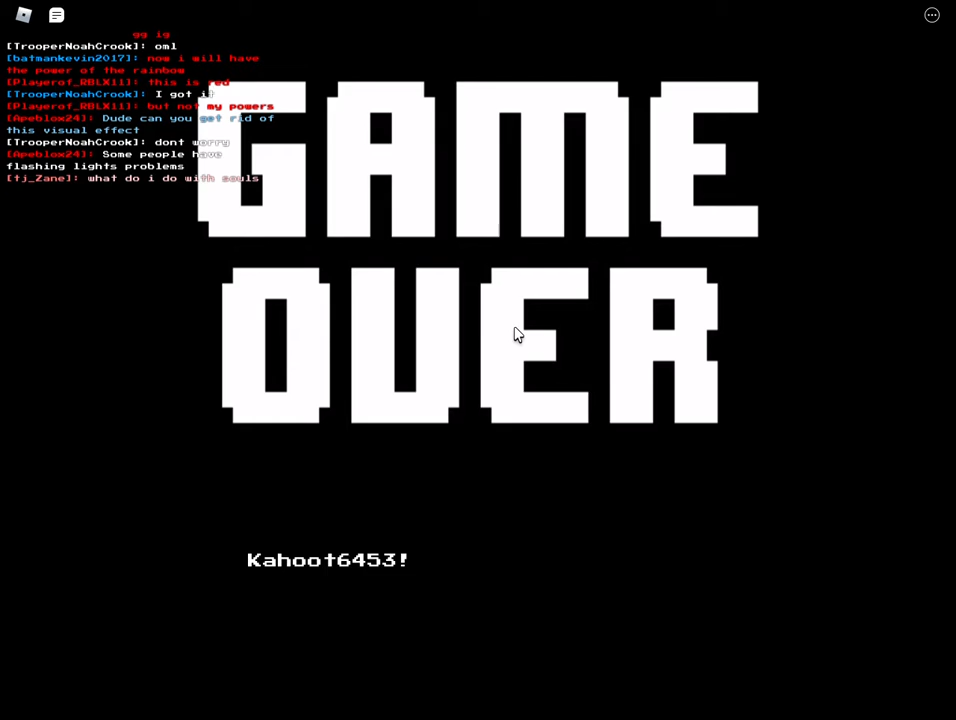 gg ig
[TrooperNoahCrook]: oml
[batmankevin2017]: now i will have
the power of the rainbow
[Playerof_RBLX11]: this is red
[TrooperNoahCrook]: I got it
[Playerof_RBLX11]: but not my powers
[Apeblox24]: Dude can you get rid of
this visual effect
[TrooperNoahCrook]: dont worry
[Apeblox24]: Some people have
flashing lights problems
[tj_Zane]: what do i do with souls
GAME
OVER
Kahoot6453!